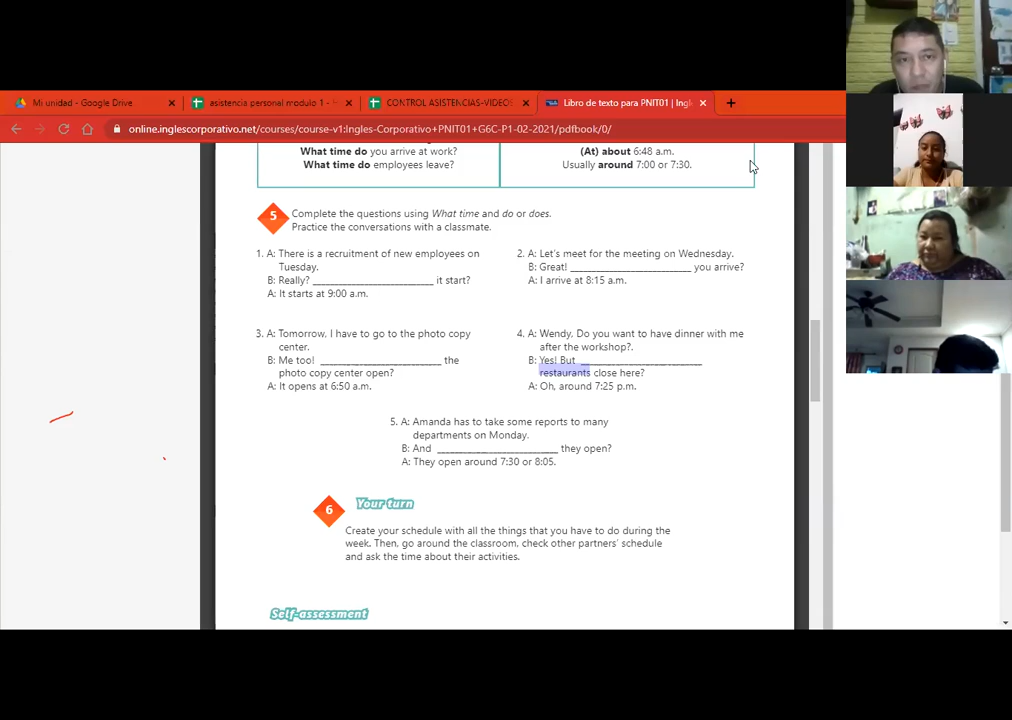 Mi unidad - Google Drive
asistencia personal modulo 1 -
CONTROL ASISTENCIAS-VIDEOS
Libro de texto para PNIT01 | Ingl
online.inglescorporativo.net/courses/course-v1:Ingles-Corporativo+PNIT01+G6C-P1-02-2021/pdfbook/0/
What time do you arrive at work?
What time do employees leave?
(At) about 6:48 a.m.
Usually around 7:00 or 7:30.
5
Complete the questions using What time and do or does.
Practice the conversations with a classmate.
1. A: There is a recruitment of new employees on
Tuesday.
B: Really? ________________________ it start?
A: It starts at 9:00 a.m.
2. A: Let's meet for the meeting on Wednesday.
B: Great! ________________________ you arrive?
A: I arrive at 8:15 a.m.
3. A: Tomorrow, I have to go to the photo copy
center.
B: Me too! ________________________ the
photo copy center open?
A: It opens at 6:50 a.m.
4. A: Wendy, Do you want to have dinner with me
after the workshop?.
B: Yes! But ________________________
restaurants close here?
A: Oh, around 7:25 p.m.
5. A: Amanda has to take some reports to many
departments on Monday.
B: And ________________________ they open?
A: They open around 7:30 or 8:05.
6
Your turn
Create your schedule with all the things that you have to do during the
week. Then, go around the classroom, check other partners' schedule
and ask the time about their activities.
Self-assessment